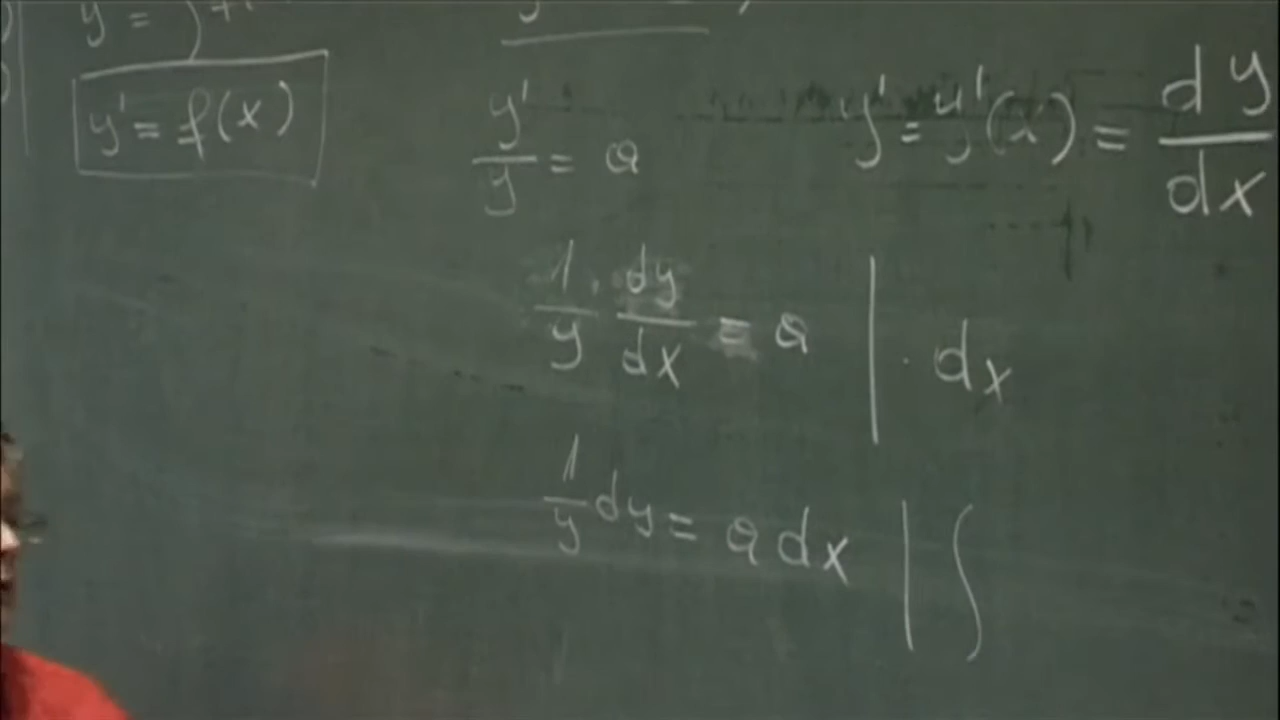 y =
y' = f(x)
y'/y = a
y' = y'(x) = dy/dx
1/y · dy/dx = a | · dx
1/y dy = a dx | ∫